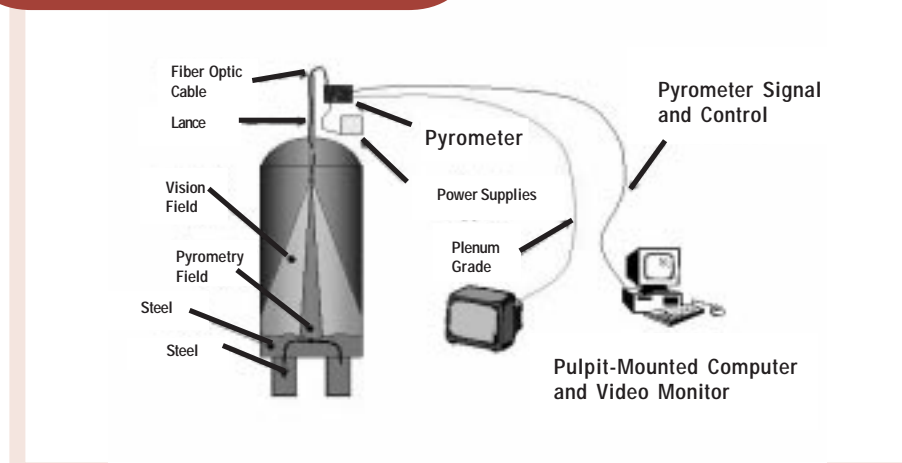 Fiber Optic
Cable
Lance
Pyrometer
Pyrometer Signal
and Control
Power Supplies
Vision
Field
Plenum
Grade
Pyrometry
Field
Steel
Steel
Pulpit-Mounted Computer
and Video Monitor